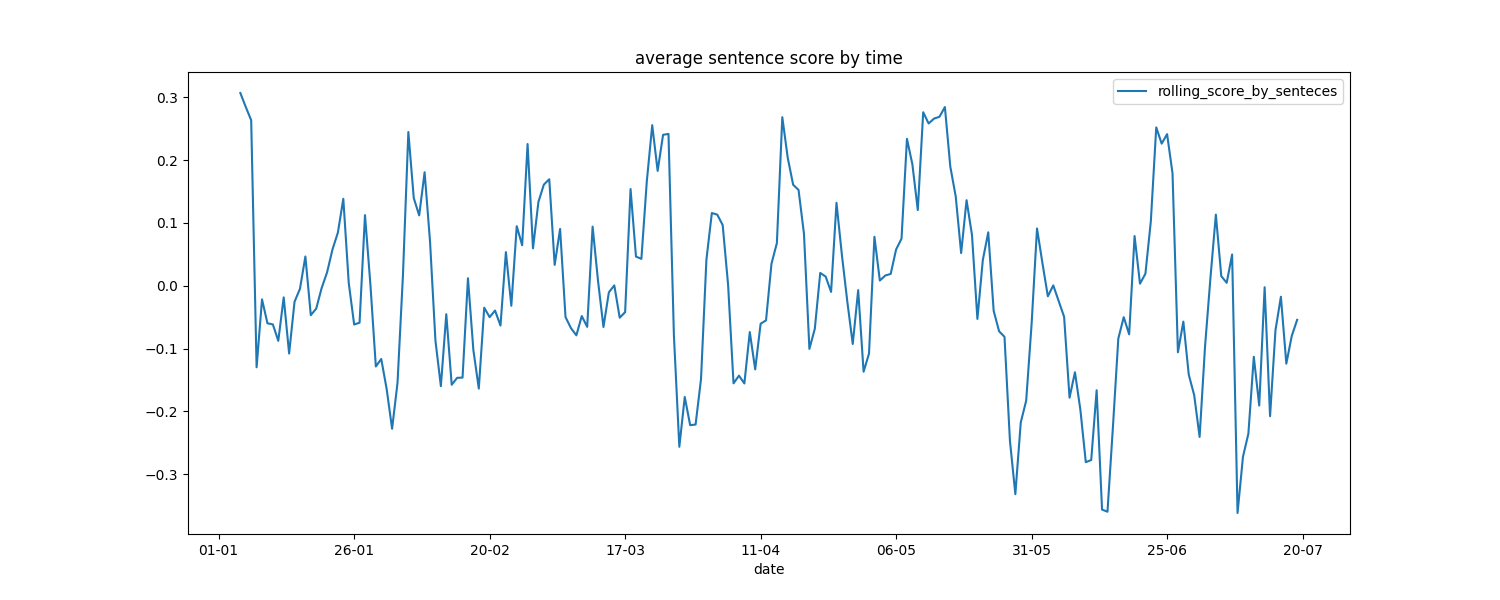 average sentence score by time
rolling_score_by_senteces
0.3
0.2
0.1
0.0
−0.1
−0.2
−0.3
01-01 26-01 20-02 17-03 11-04 06-05 31-05 25-06 20-07
date